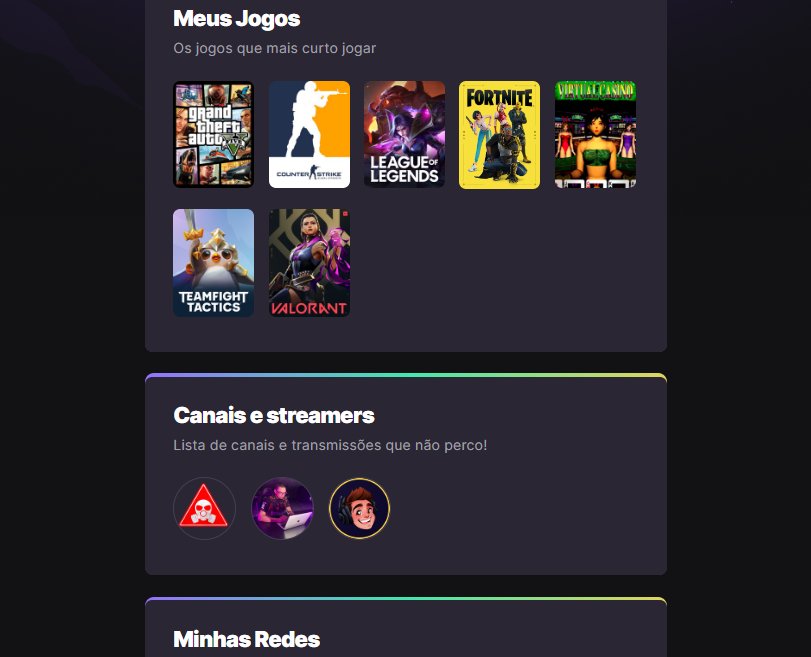 Meus Jogos
Os jogos que mais curto jogar
grand
theft
auto
V
COUNTER STRIKE
LEAGUE OF
LEGENDS
FORTNITE
VIRTUAL CASINO
TEAMFIGHT
TACTICS
VALORANT
Canais e streamers
Lista de canais e transmissões que não perco!
Minhas Redes